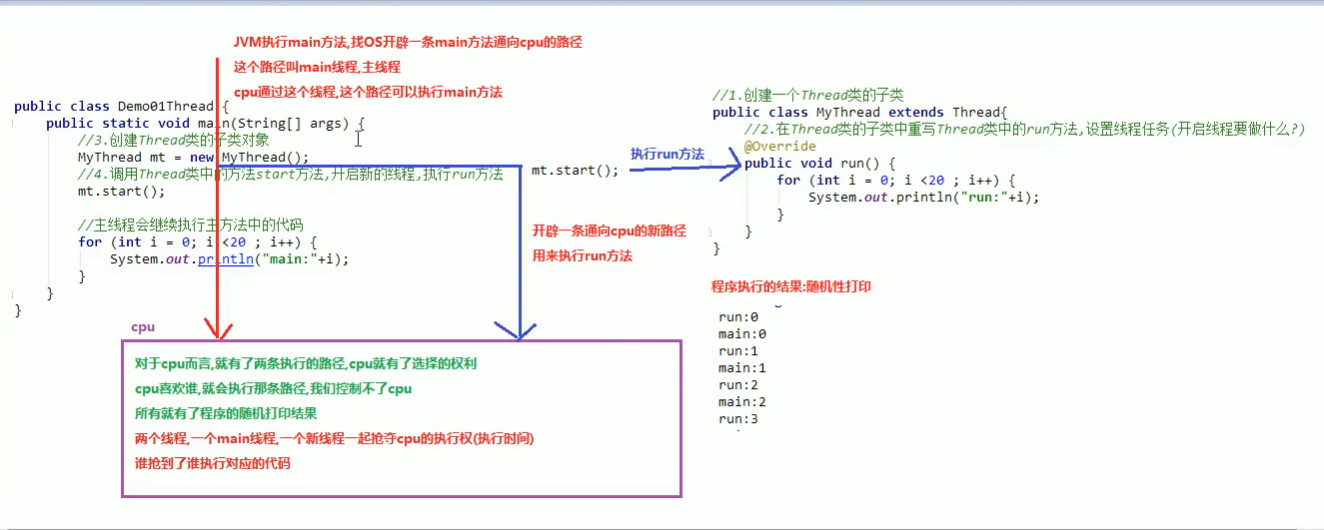 JVM执行main方法,找OS开辟一条main方法通向cpu的路径
这个路径叫main线程,主线程
cpu通过这个线程,这个路径可以执行main方法
public class Demo01Thread {
public static void main(String[] args) {
//3.创建Thread类的子类对象
MyThread mt = new MyThread();
//4.调用Thread类中的方法start方法,开启新的线程,执行run方法
mt.start();
//主线程会继续执行主方法中的代码
for (int i = 0; i <20 ; i++) {
System.out.println("main:"+i);
}
}
}
mt.start();
执行run方法
开辟一条通向cpu的新路径
用来执行run方法
//1.创建一个Thread类的子类
public class MyThread extends Thread{
//2.在Thread类的子类中重写Thread类中的run方法,设置线程任务(开启线程要做什么?)
@Override
public void run() {
for (int i = 0; i <20 ; i++) {
System.out.println("run:"+i);
}
}
}
程序执行的结果:随机性打印
run:0
main:0
run:1
main:1
run:2
main:2
run:3
cpu
对于cpu而言,就有了两条执行的路径,cpu就有了选择的权利
cpu喜欢谁,就会执行那条路径,我们控制不了cpu
所有就有了程序的随机打印结果
两个线程,一个main线程,一个新线程一起抢夺cpu的执行权(执行时间)
谁抢到了谁执行对应的代码